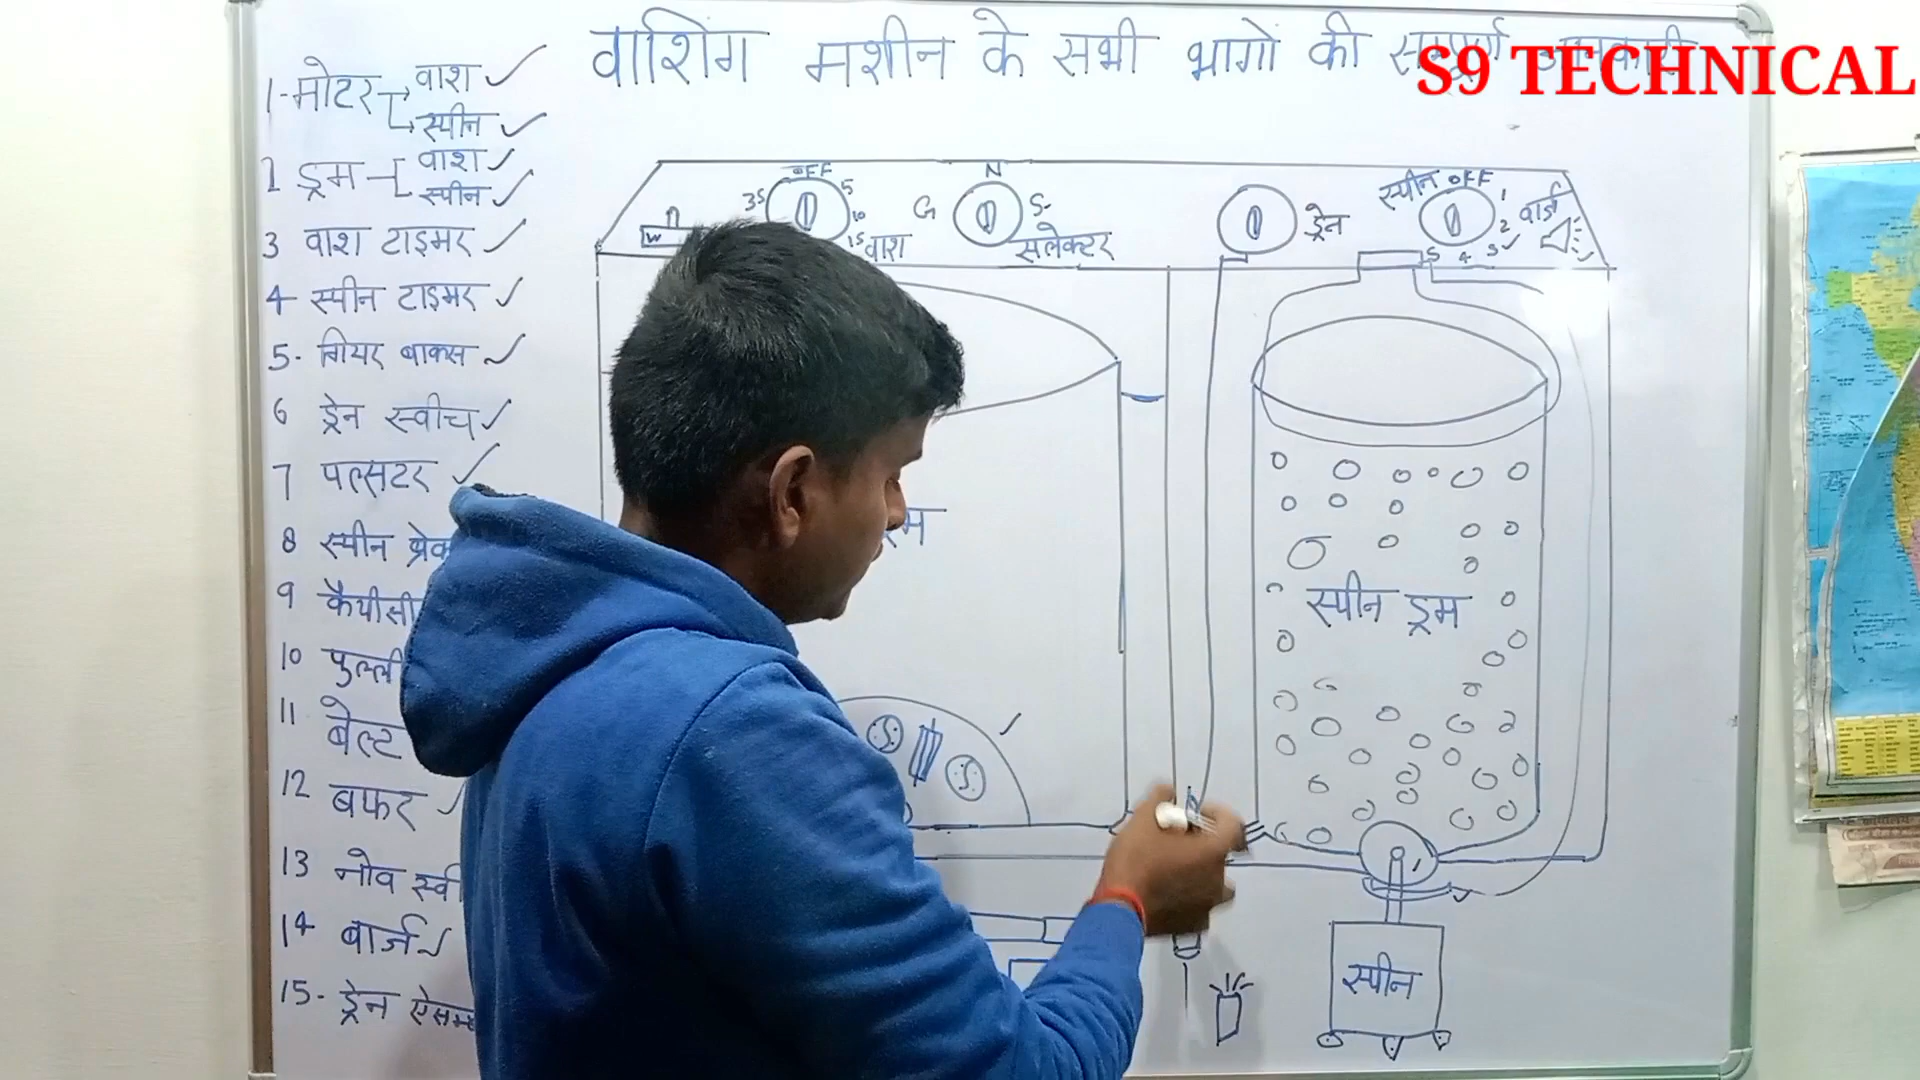 वाशिंग मशीन के सभी भागो की सम्पूर्ण
S9 TECHNICAL
1- मोटर वाश
स्पीन
2 ड्रम वाश
स्पीन
3 वाश टाइमर
4- स्पीन टाइमर
5- गियर बाक्स
6 ड्रेन स्वीच
7 पल्सटर
8 स्पीन
9
10 पुल्ली
11 बेल्ट
12 बफर
13 नोव
14 बार्ज
15- ड्रेन
OFF
35 5
10
15
वाश
N
G S
सलेक्टर
ड्रेन
स्पीन OFF
1
2
3
4
5
बार्ज
W
स्पीन ड्रम
स्पीन